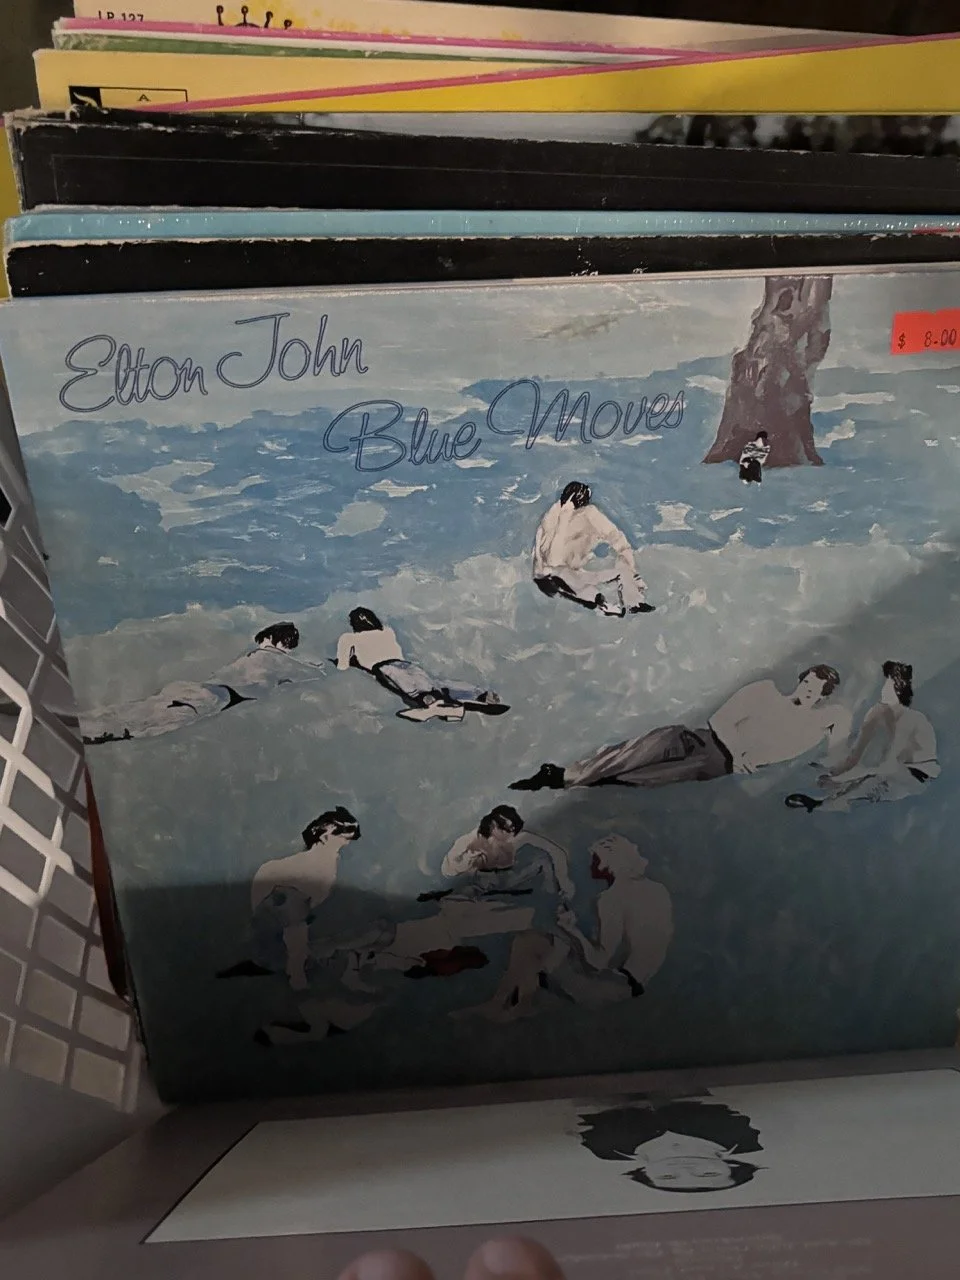 LP 127
A
$ 8.00
Elton John
Blue Moves